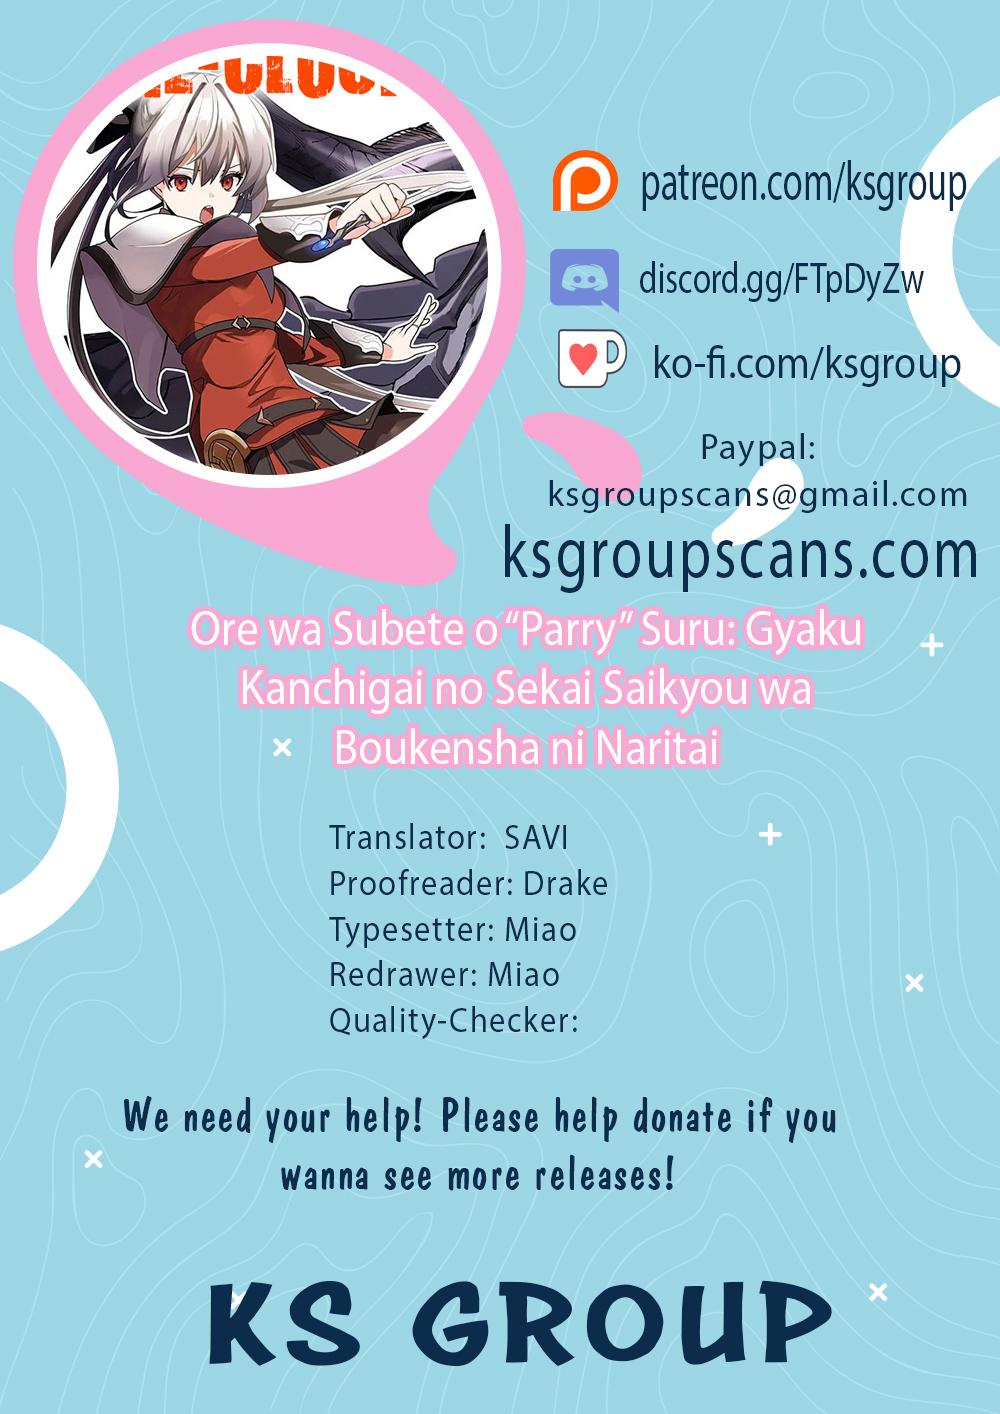 patreon.com/ksgroup
discord.gg/FTpDyZw
ko-fi.com/ksgroup
Paypal:
ksgroupscans@gmail.com
ksgroupscans.com
Ore wa Subete o “Parry” Suru: Gyaku
Kanchigai no Sekai Saikyou wa
Boukensha ni Naritai
Translator:  SAVI
Proofreader: Drake
Typesetter: Miao
Redrawer: Miao
Quality-Checker:
We need your help! Please help donate if you
wanna see more releases!
KS GROUP